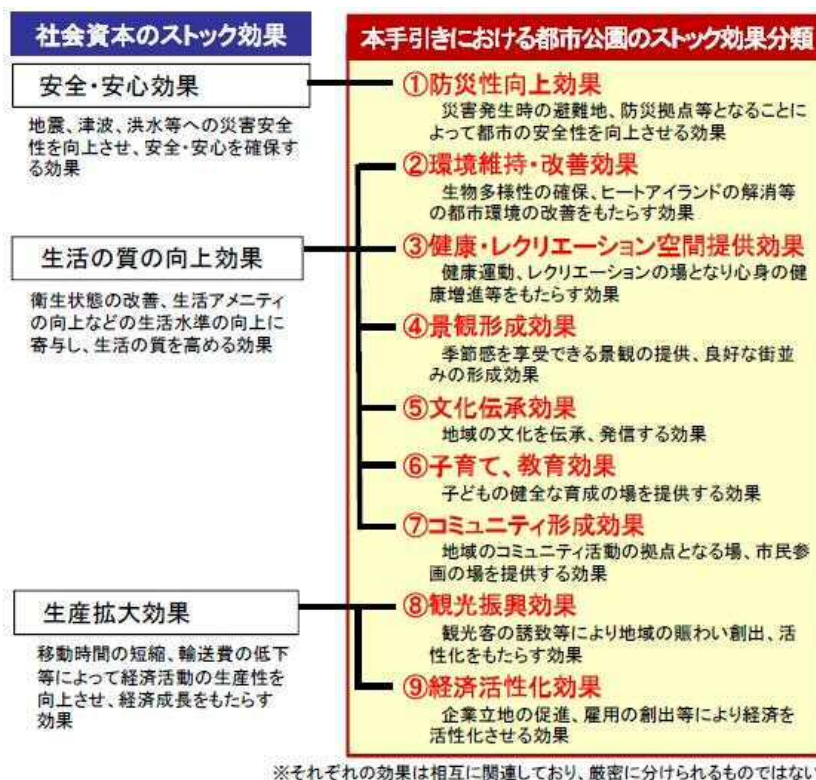 社会資本のストック効果
安全・安心効果
地震、津波、洪水等への災害安全
性を向上させ、安全・安心を確保す
る効果
生活の質の向上効果
衛生状態の改善、生活アメニティ
の向上などの生活水準の向上に
寄与し、生活の質を高める効果
生産拡大効果
移動時間の短縮、輸送費の低下
等によって経済活動の生産性を
向上させ、経済成長をもたらす
効果
本手引きにおける都市公園のストック効果分類
①防災性向上効果
災害発生時の避難地、防災拠点等となることに
よって都市の安全性を向上させる効果
②環境維持・改善効果
生物多様性の確保、ヒートアイランドの解消等
の都市環境の改善をもたらす効果
③健康・レクリエーション空間提供効果
健康運動、レクリエーションの場となり心身の健
康増進等をもたらす効果
④景観形成効果
季節感を享受できる景観の提供、良好な街並
みの形成効果
⑤文化伝承効果
地域の文化を伝承、発信する効果
⑥子育て、教育効果
子どもの健全な育成の場を提供する効果
⑦コミュニティ形成効果
地域のコミュニティ活動の拠点となる場、市民参
画の場を提供する効果
⑧観光振興効果
観光客の誘致等により地域の賑わい創出、活
性化をもたらす効果
⑨経済活性化効果
企業立地の促進、雇用の創出等により経済を
活性化させる効果
※それぞれの効果は相互に関連しており、厳密に分けられるものではない